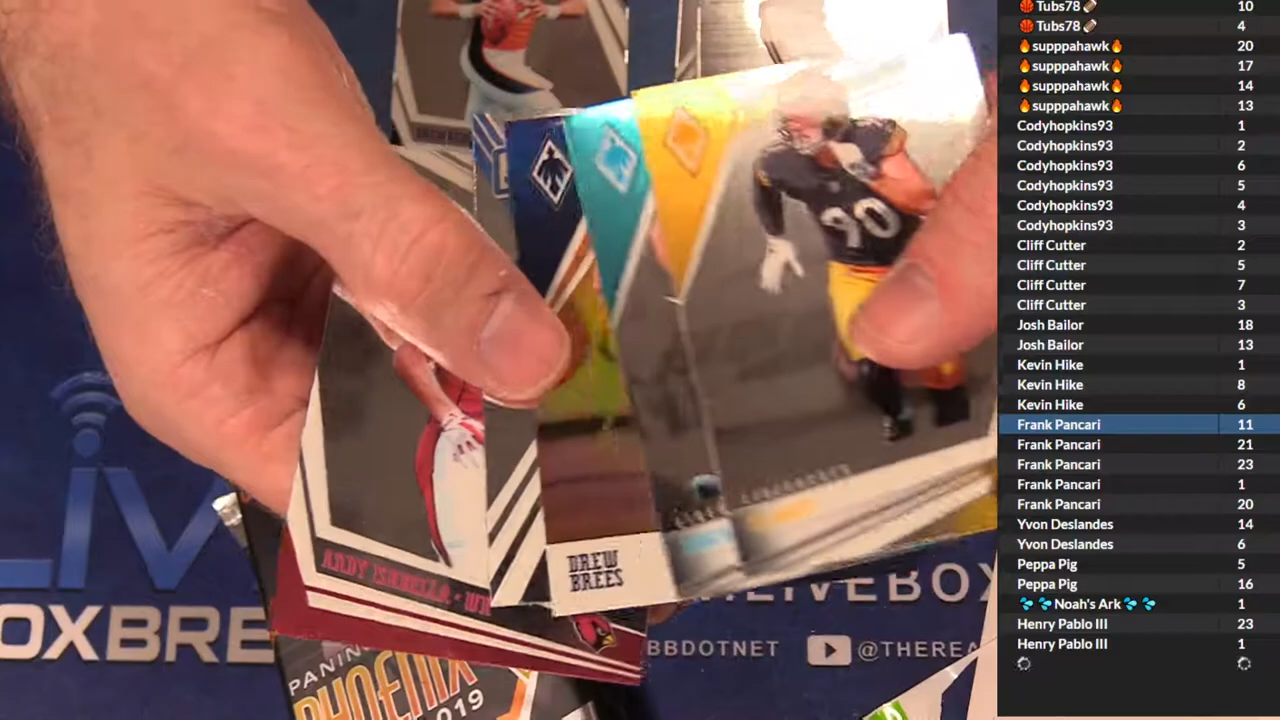 🏀Tubs78🏈 10
🏀Tubs78🏈 4
🔥supppahawk🔥 20
🔥supppahawk🔥 17
🔥supppahawk🔥 14
🔥supppahawk🔥 13
Codyhopkins93 1
Codyhopkins93 2
Codyhopkins93 6
Codyhopkins93 5
Codyhopkins93 4
Codyhopkins93 3
Cliff Cutter 2
Cliff Cutter 5
Cliff Cutter 7
Cliff Cutter 3
Josh Bailor 18
Josh Bailor 13
Kevin Hike 1
Kevin Hike 8
Kevin Hike 6
Frank Pancari 11
Frank Pancari 21
Frank Pancari 23
Frank Pancari 1
Frank Pancari 20
Yvon Deslandes 14
Yvon Deslandes 6
Peppa Pig 5
Peppa Pig 16
💦💦Noah's Ark💦💦 1
Henry Pablo III 23
Henry Pablo III 1
90
ANDY ISABELLA • WR
DREW
BREES
LIV
OXBRE
.LIVEBOX
BBDOTNET
@THEREA
PANIN
PHOENIX
2019